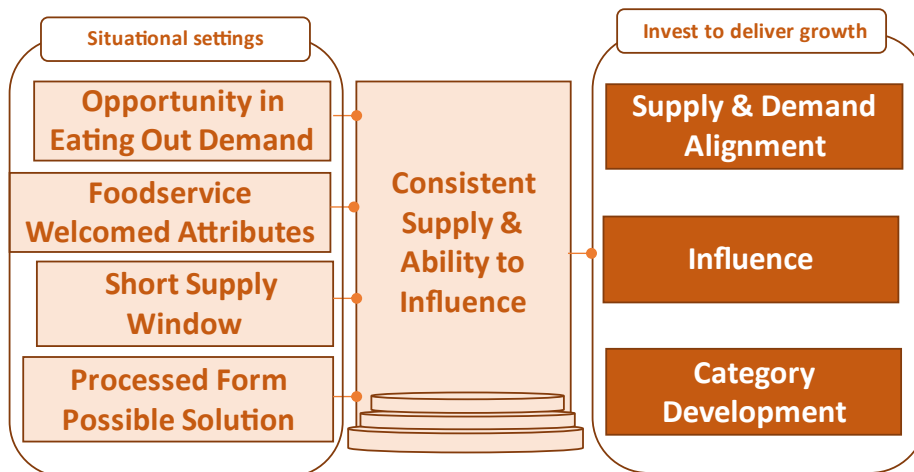 Situational settings
Opportunity in
Eating Out Demand
Foodservice
Welcomed Attributes
Short Supply
Window
Processed Form
Possible Solution
Consistent
Supply &
Ability to
Influence
Invest to deliver growth
Supply & Demand
Alignment
Influence
Category
Development